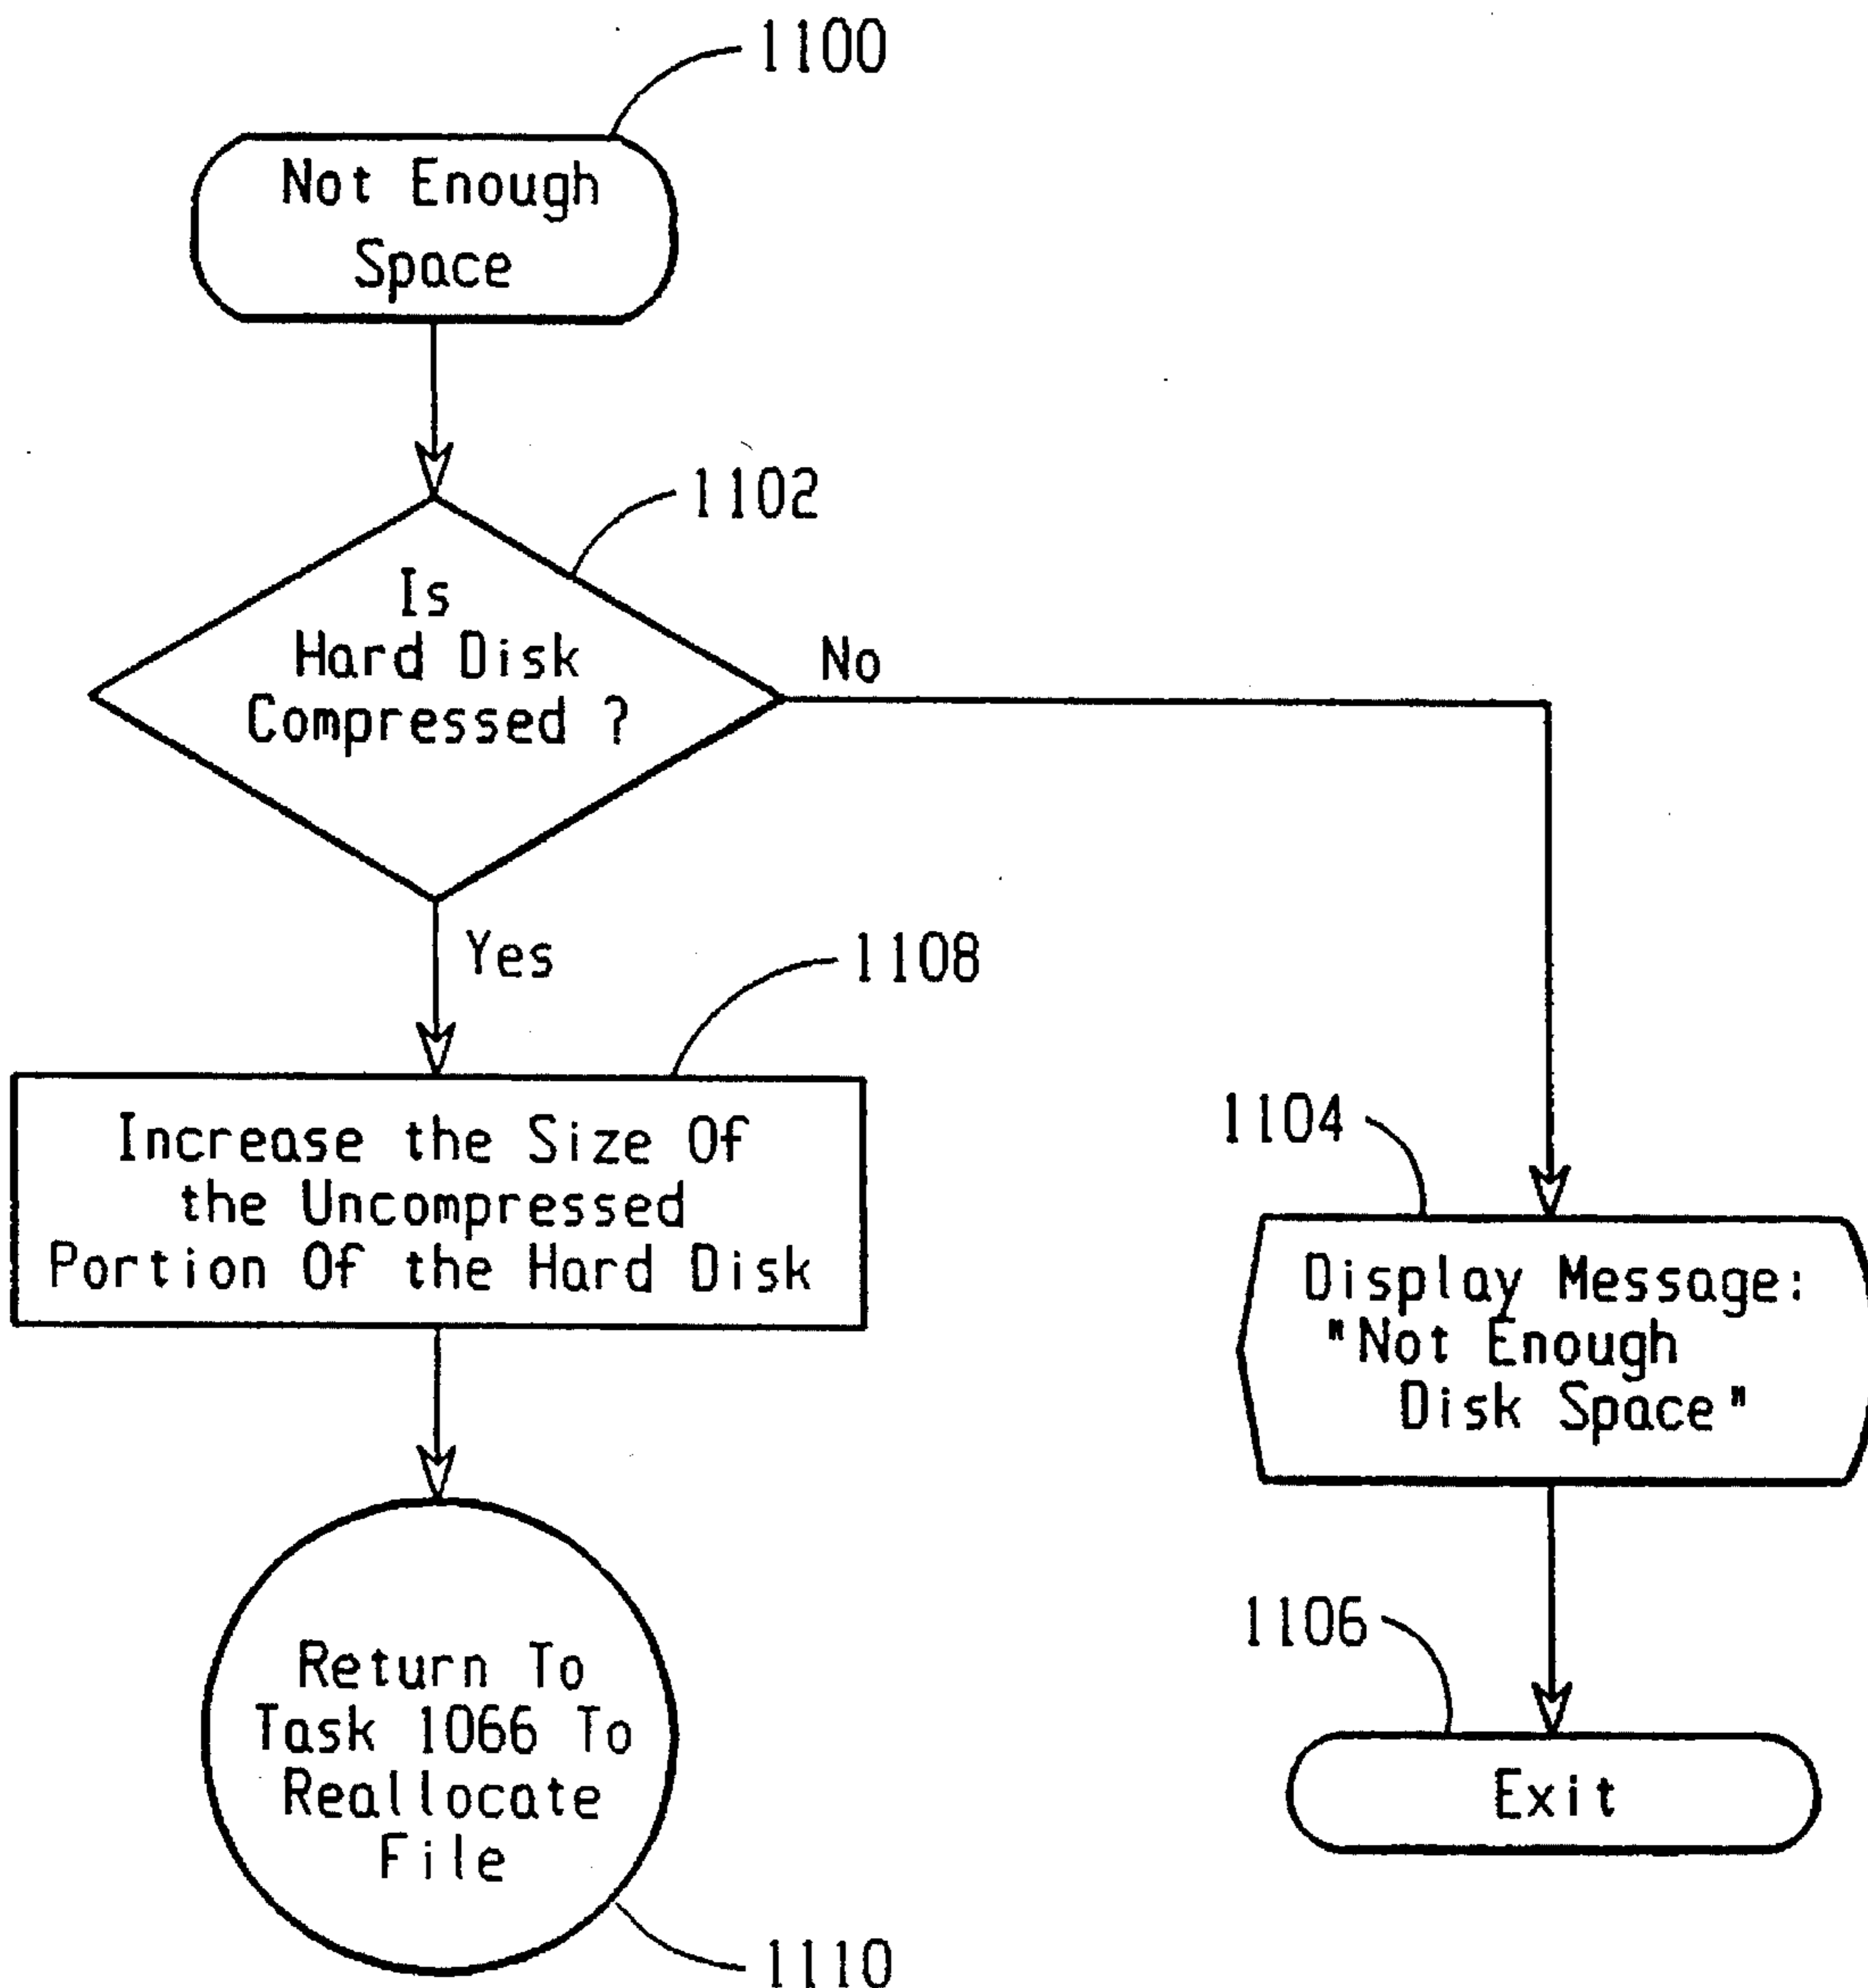 1100
Not Enough
Space
1102
Is
Hard Disk
Compressed ?
No
Yes
1108
Increase the Size Of
the Uncompressed
Portion Of the Hard Disk
1104
Display Message:
"Not Enough
Disk Space"
1106
Exit
Return To
Task 1066 To
Reallocate
File
1110